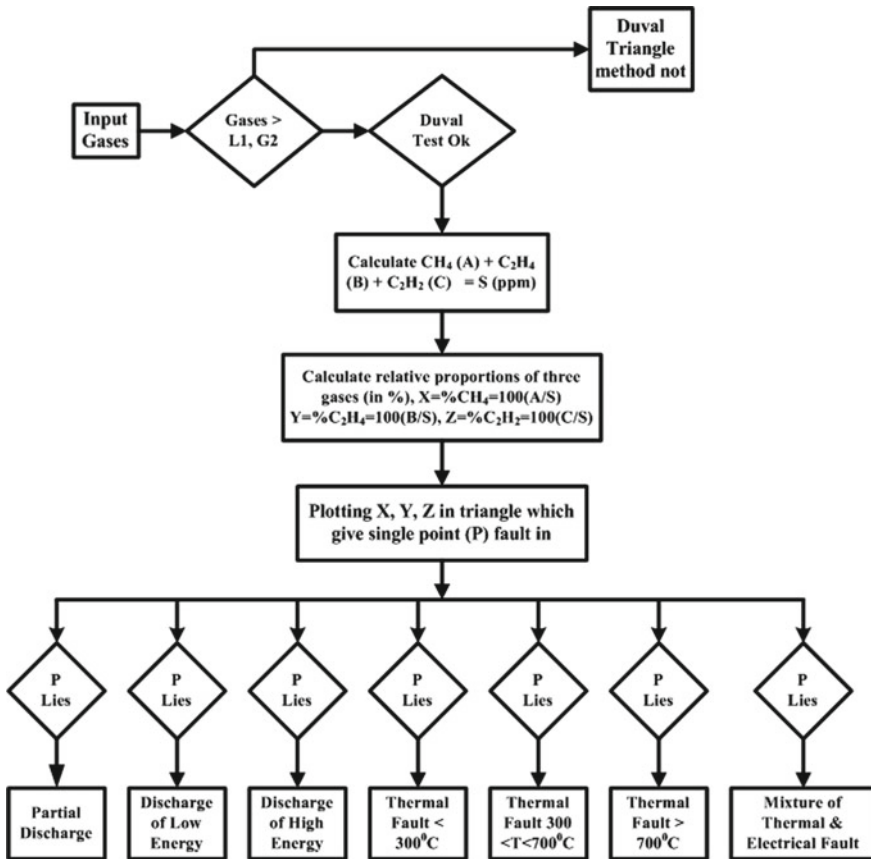 Duval
Triangle
method not
Input
Gases
Gases >
L1, G2
Duval
Test Ok
Calculate CH₄ (A) + C₂H₄
(B) + C₂H₂ (C) = S (ppm)
Calculate relative proportions of three
gases (in %), X=%CH4=100(A/S)
Y=%C₂H₄=100(B/S), Z=%C₂H₂=100(C/S)
Plotting X, Y, Z in triangle which
give single point (P) fault in
P
Lies
P
Lies
P
Lies
P
Lies
P
Lies
P
Lies
P
Lies
Partial
Discharge
Discharge
of Low
Energy
Discharge
of High
Energy
Thermal
Fault <
300⁰C
Thermal
Fault 300
<T<700⁰C
Thermal
Fault >
700⁰C
Mixture of
Thermal &
Electrical Fault